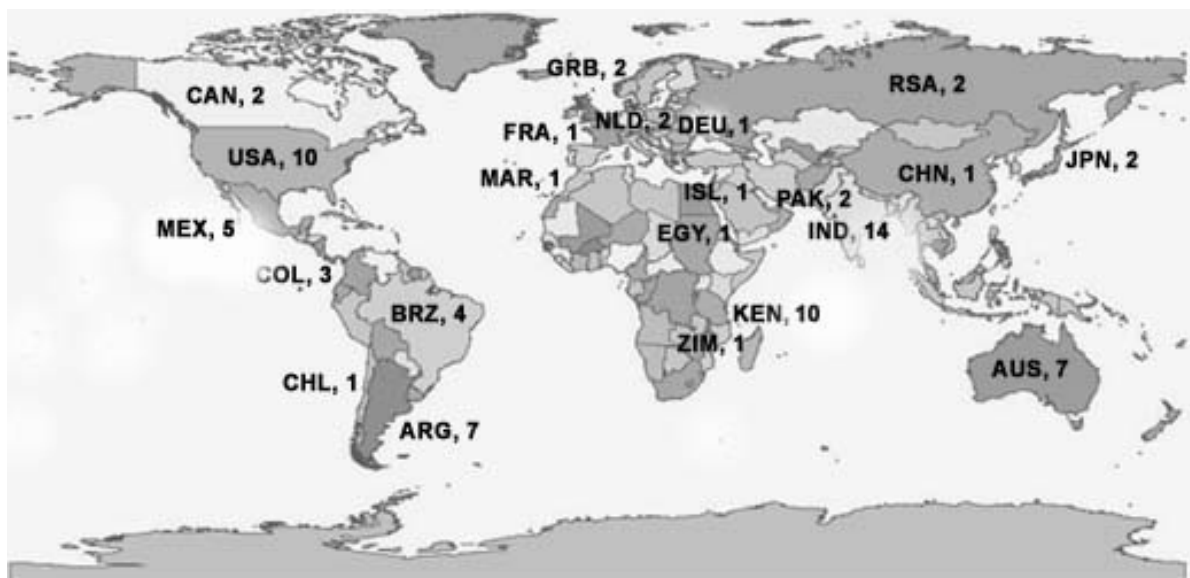 GRB, 2
RSA, 2
CAN, 2
NLD, 2
DEU, 1
FRA, 1
USA, 10
JPN, 2
CHN, 1
MAR, 1
ISL, 1
PAK, 2
MEX, 5
EGY, 1
IND, 14
COL, 3
BRZ, 4
KEN, 10
ZIM, 1
AUS, 7
CHL, 1
ARG, 7